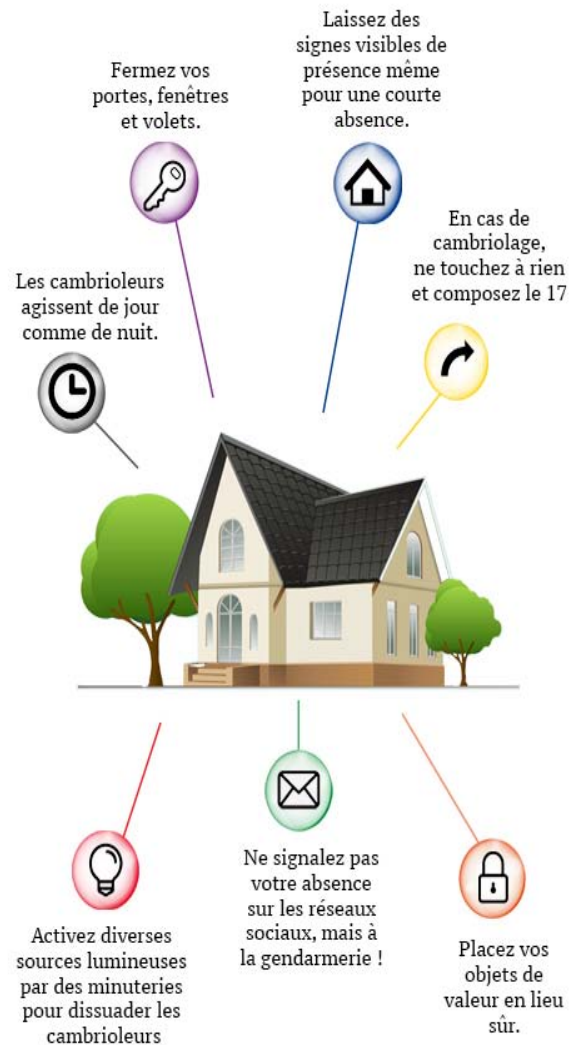 Laissez des
signes visibles de
présence même
pour une courte
absence.
Fermez vos
portes, fenêtres
et volets.
En cas de
cambriolage,
ne touchez à rien
et composez le 17
Les cambrioleurs
agissent de jour
comme de nuit.
Activez diverses
sources lumineuses
par des minuteries
pour dissuader les
cambrioleurs
Ne signalez pas
votre absence
sur les réseaux
sociaux, mais à
la gendarmerie !
Placez vos
objets de
valeur en lieu
sûr.